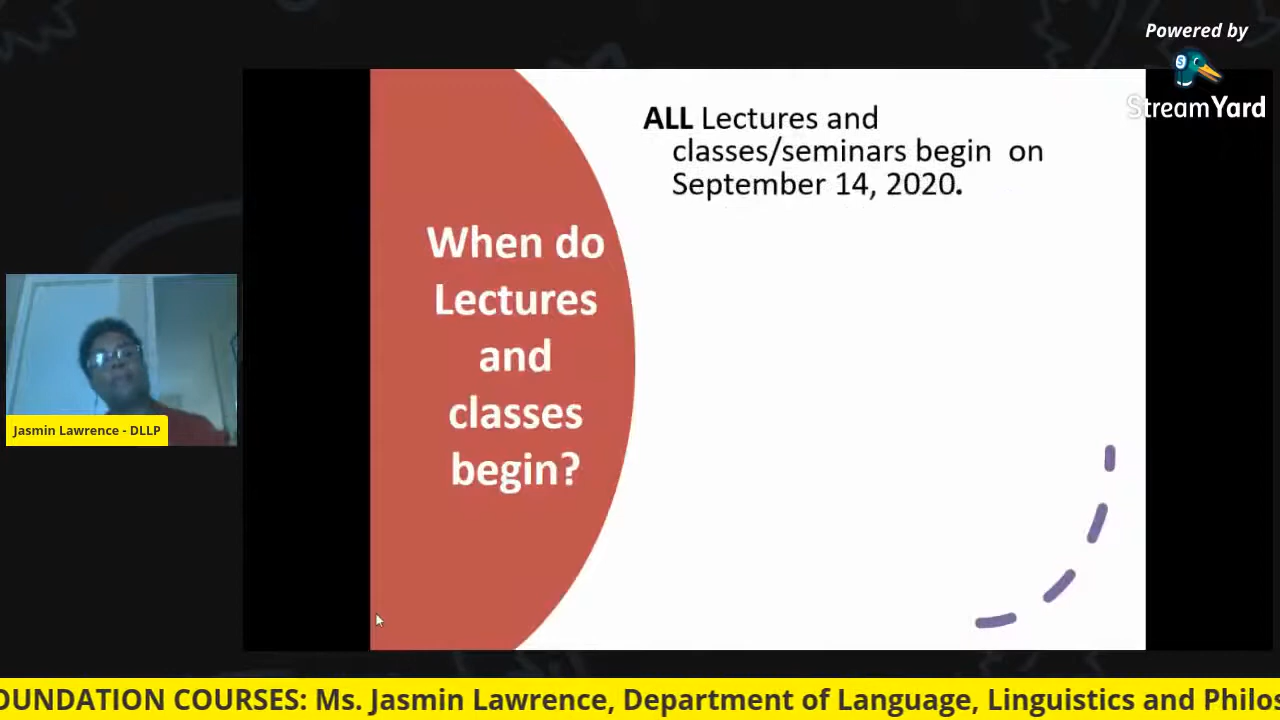 Powered by
StreamYard
ALL Lectures and
classes/seminars begin on
September 14, 2020.
When do
Lectures
and
classes
begin?
Jasmin Lawrence - DLLP
OUNDATION COURSES: Ms. Jasmin Lawrence, Department of Language, Linguistics and Philos